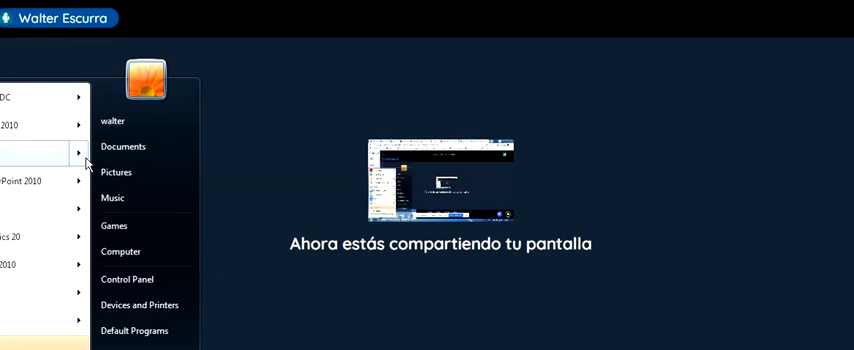 Walter Escurra
DC
2010
rPoint 2010
ics 20
2010
walter
Documents
Pictures
Music
Games
Computer
Control Panel
Devices and Printers
Default Programs
Ahora estás compartiendo tu pantalla